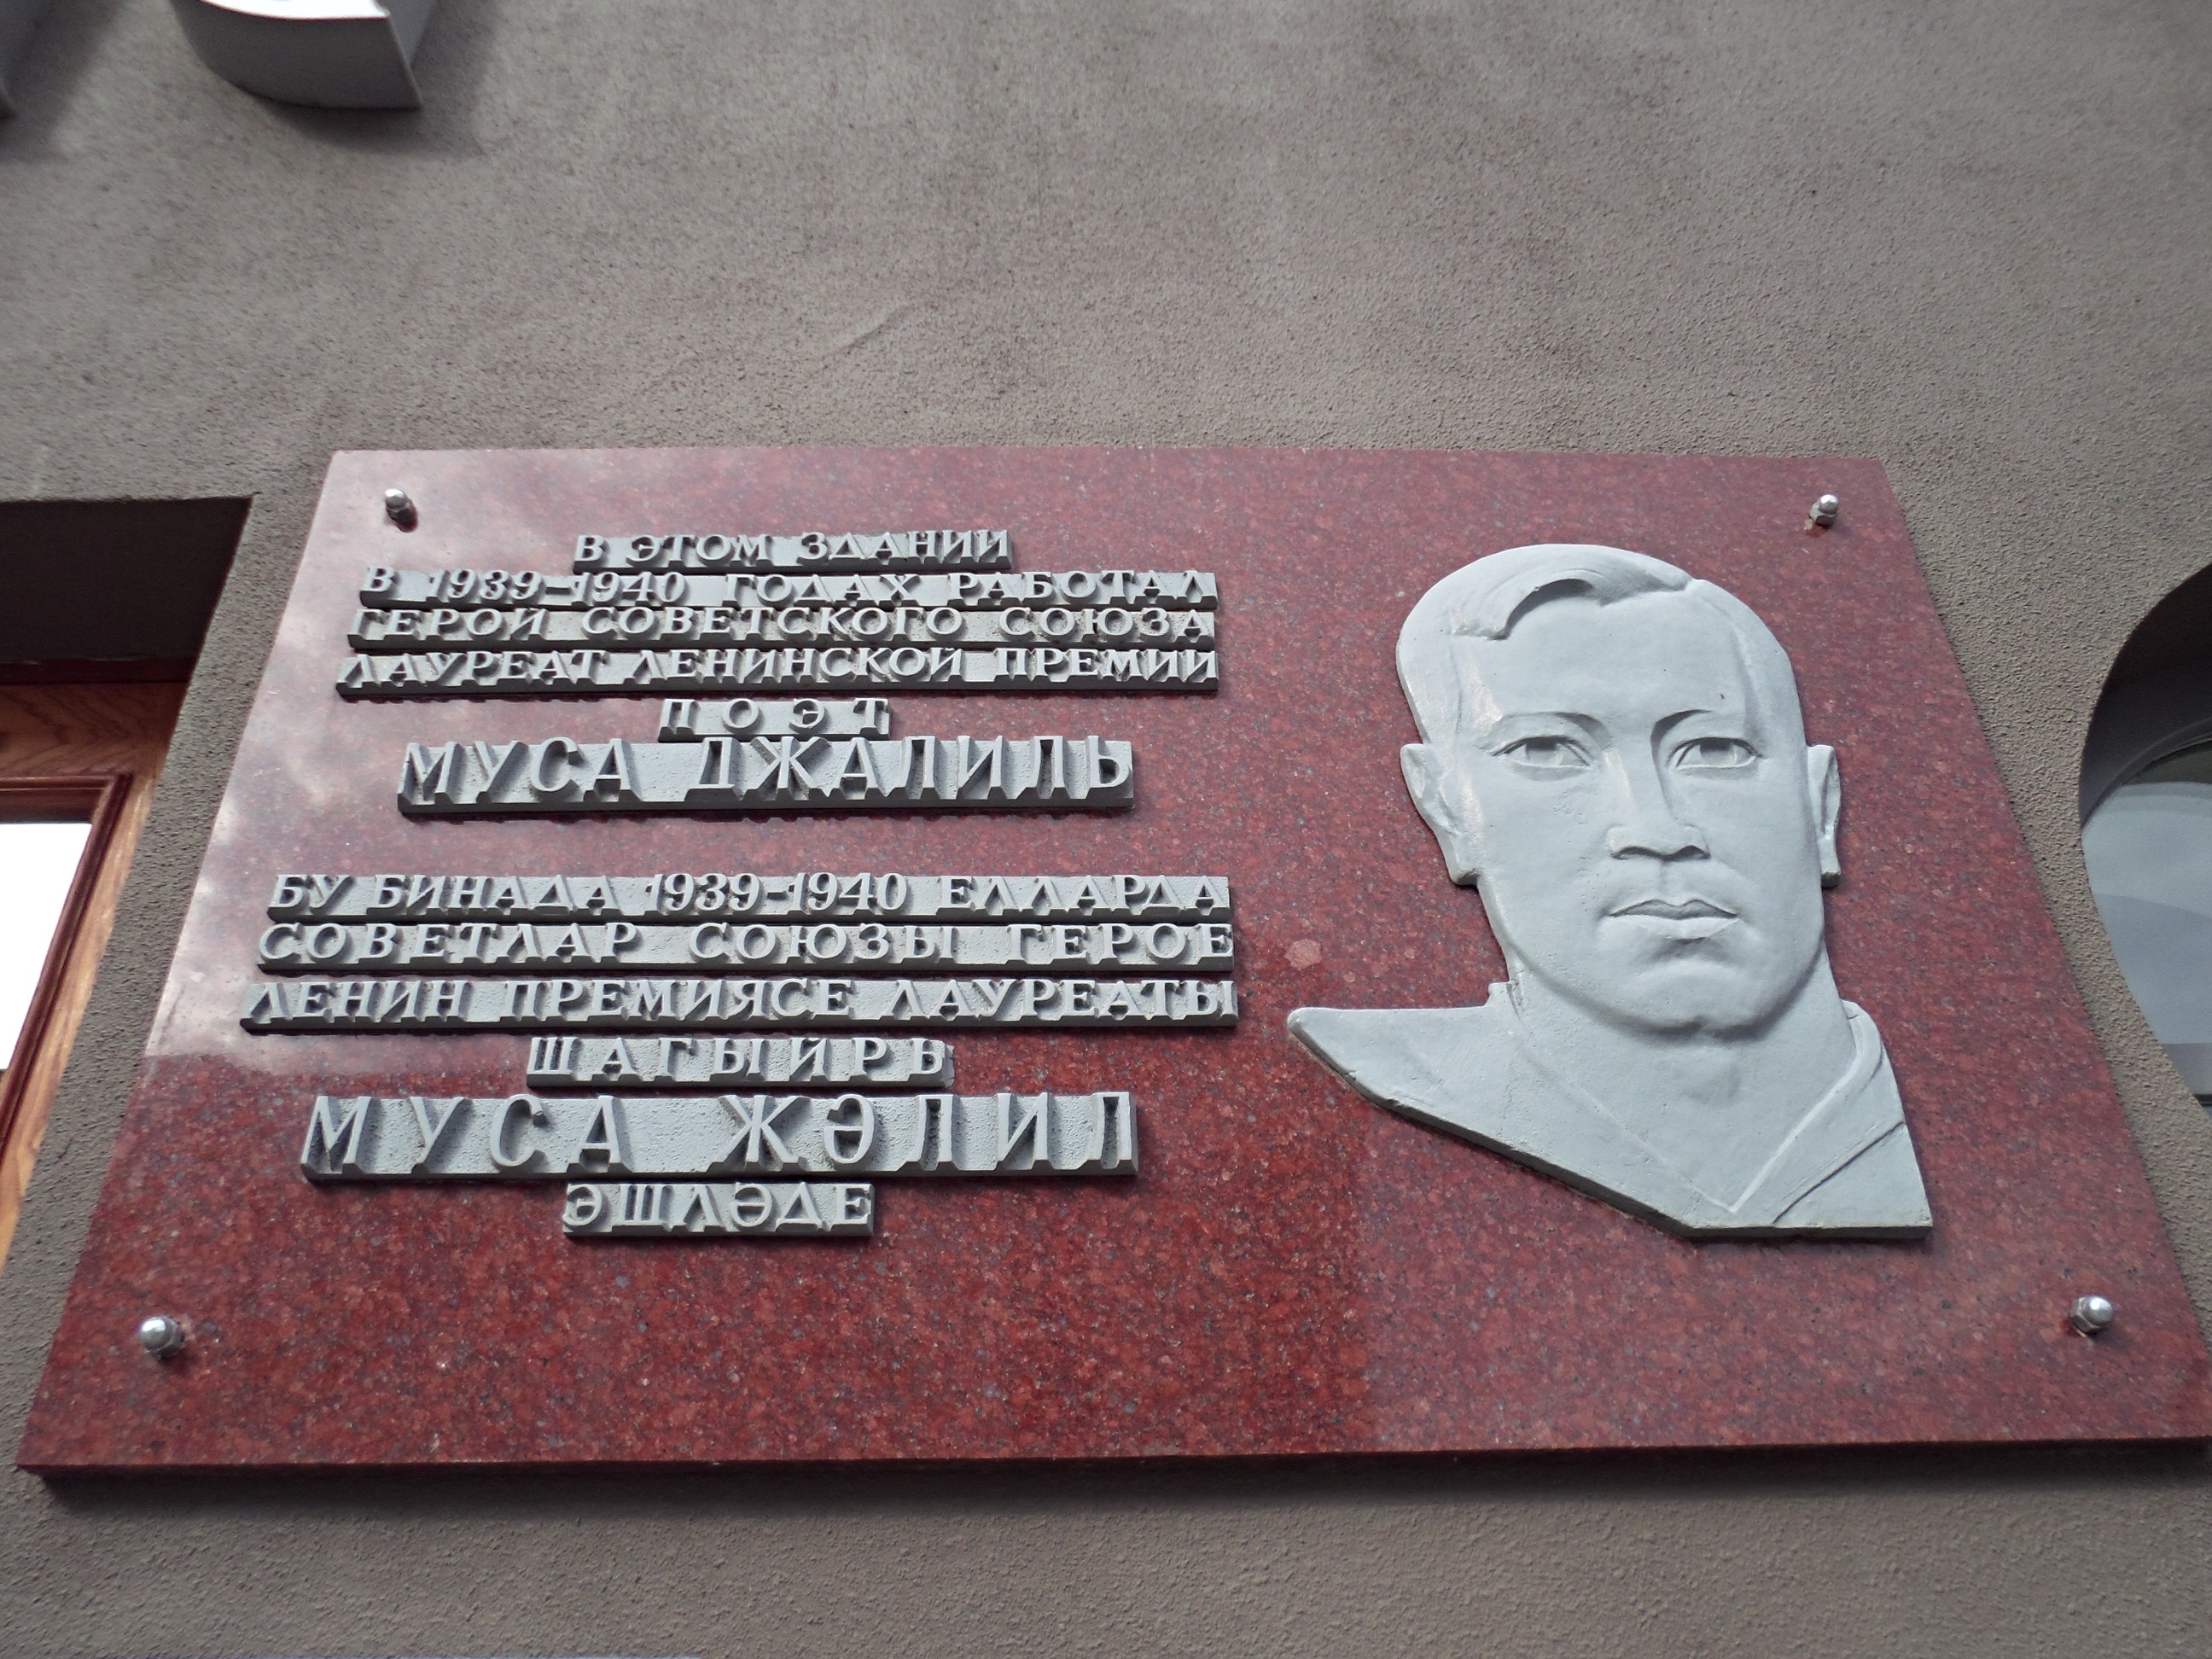 В ЭТОМ ЗДАНИИ
В 1939-1940 ГОДАХ РАБОТАЛ
ГЕРОЙ СОВЕТСКОГО СОЮЗА
ЛАУРЕАТ ЛЕНИНСКОЙ ПРЕМИИ
ПОЭТ
МУСА ДЖАЛИЛЬ
БУ БИНАДА 1939-1940 ЕЛЛАРДА
СОВЕТЛАР СОЮЗЫ ГЕРОЕ
ЛЕНИН ПРЕМИЯСЕ ЛАУРЕАТЫ
ШАГЫЙРЬ
МУСА ЖӘЛИЛ
ЭШЛӘДЕ